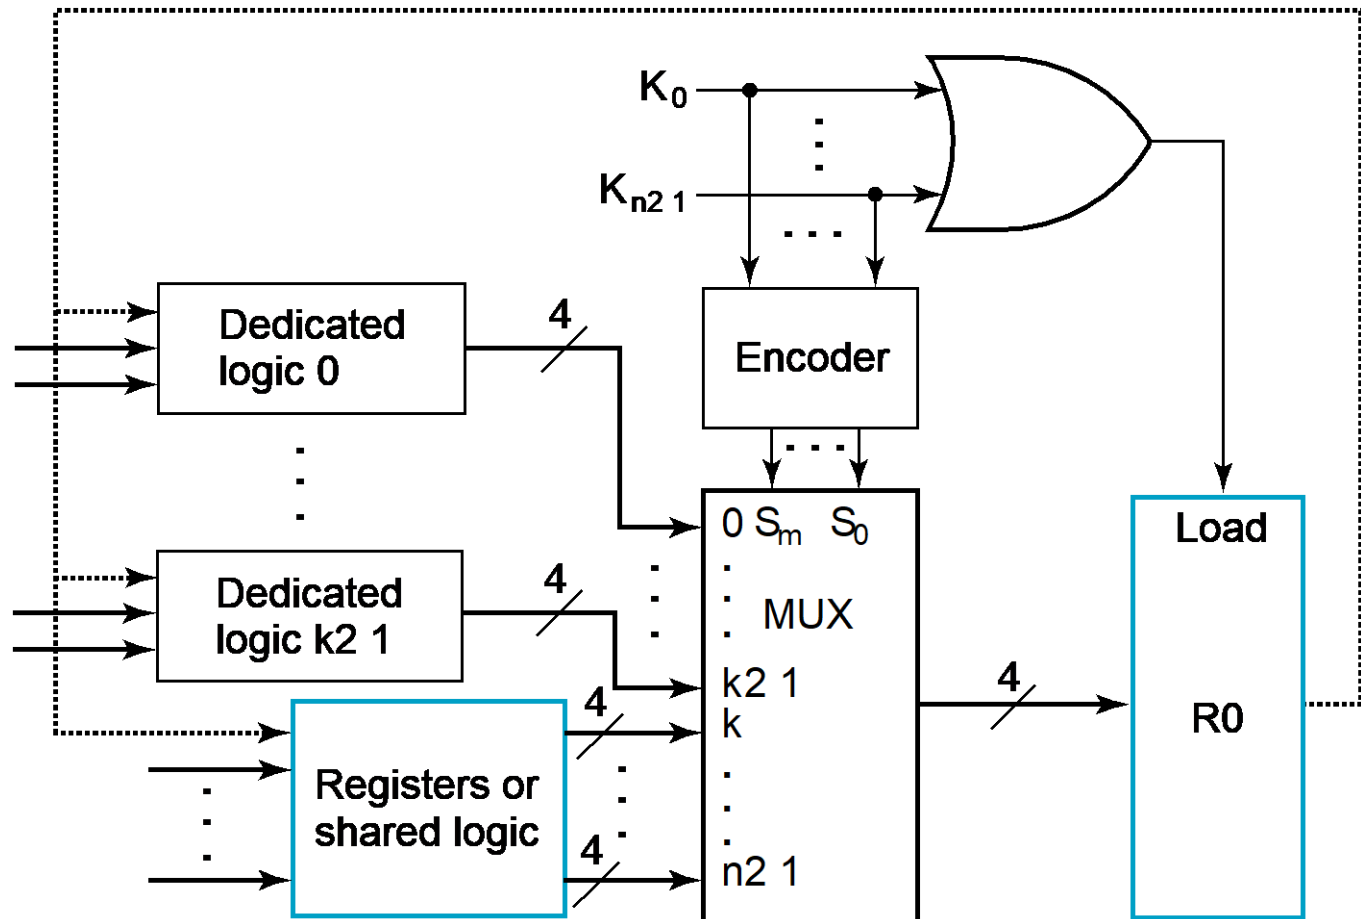 K0
Kn2 1
Dedicated
logic 0
4
Encoder
0 Sm S0
Load
Dedicated
logic k2 1
4
MUX
k2 1
4
k
4
R0
Registers or
shared logic
4
n2 1